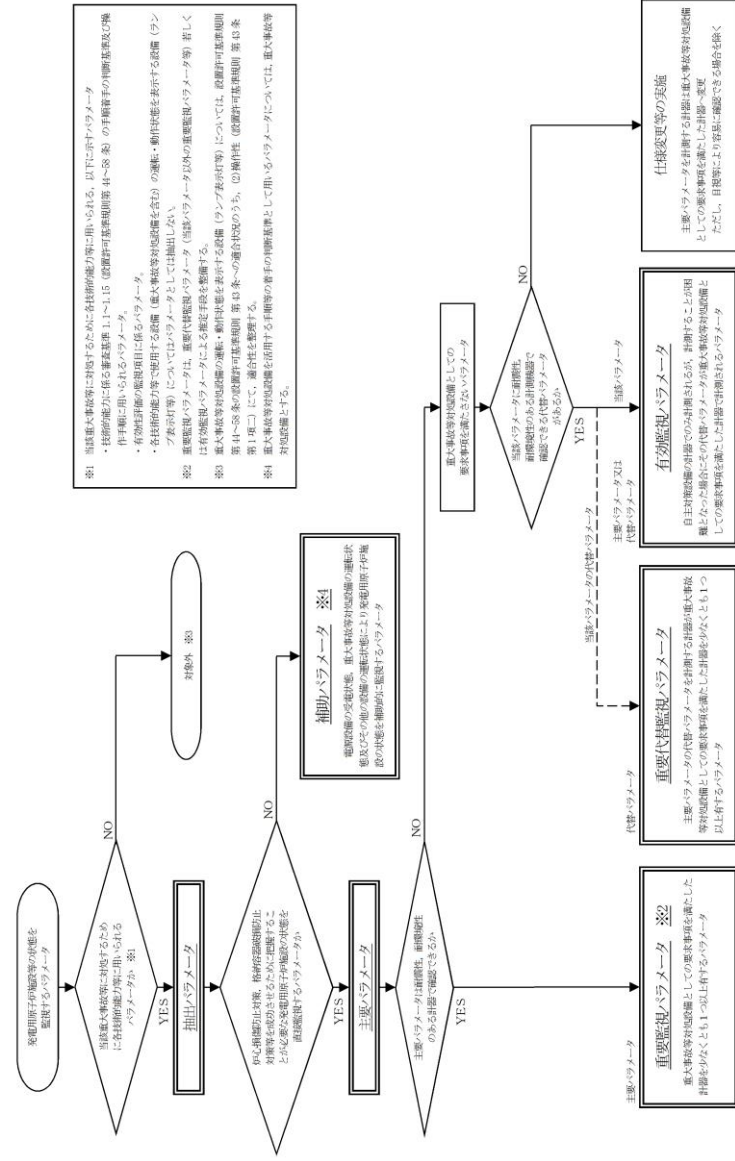 発電用原子炉施設等の状態を
監視するパラメータ
当該重大事故等に対処するため
に各技術的能力等に用いられる
パラメータか ※1
NO
対象外 ※3
YES
抽出パラメータ
炉心損傷防止対策，格納容器破損防止
対策等を成功させるために把握するこ
とが必要な発電用原子炉施設の状態を
直接監視するパラメータか
NO
補助パラメータ ※4
電源設備の受電状態，重大事故等対処設備の運転状
態及びその他の設備の運転状態により発電用原子炉施
設の状態を補助的に監視するパラメータ
YES
主要パラメータ
主要パラメータは耐震性，耐環境性
のある計器で確認できるか
NO
重大事故等対処設備としての
要求事項を満たさないパラメータ
当該パラメータに耐震性，
耐環境性のある計測機器で
確認できる代替パラメータ
があるか
NO
YES
YES
当該パラメータの代替パラメータ
当該パラメータ
主要パラメータ
重要監視パラメータ ※2
重大事故等対処設備としての要求事項を満たした
計器を少なくとも1つ以上有するパラメータ
代替パラメータ
重要代替監視パラメータ
主要パラメータの代替パラメータを計測する計器が重大事故
等対処設備としての要求事項を満たした計器を少なくとも1つ
以上有するパラメータ
主要パラメータ又は
代替パラメータ
有効監視パラメータ
自主対策設備の計器でのみ計測されるが，計測することが困
難となった場合にその代替パラメータが重大事故等対処設備と
しての要求事項を満たした計器で計測されるパラメータ
仕様変更等の実施
主要パラメータを計測する計器は重大事故等対処設備
としての要求事項を満たした計器へ変更
ただし，目視等により容易に確認できる場合を除く
※1 当該重大事故等に対処するために各技術的能力等に用いられる，以下に示すパラメータ
・技術的能力に係る審査基準 1.1～1.15（設置許可基準規則第 44～58 条）の手順着手の判断基準及び操
作手順に用いられるパラメータ。
・有効性評価の監視項目に係るパラメータ。
・各技術的能力等で使用する設備（重大事故等対処設備を含む）の運転・動作状態を表示する設備（ラン
プ表示灯等）についてはパラメータとしては抽出しない。
※2 重要監視パラメータは，重要代替監視パラメータ（当該パラメータ以外の重要監視パラメータ等）若しく
は有効監視パラメータによる推定手段を整備する。
※3 重大事故等対処設備の運転・動作状態を表示する設備（ランプ表示灯等）については，設置許可基準規則
第 44～58 条の設置許可基準規則 第 43 条への適合状況のうち，(2)操作性（設置許可基準規則 第 43 条
第 1 項二）にて，適合性を整理する。
※4 重大事故等対処設備を活用する手順等の着手の判断基準として用いるパラメータについては，重大事故等
対処設備とする。